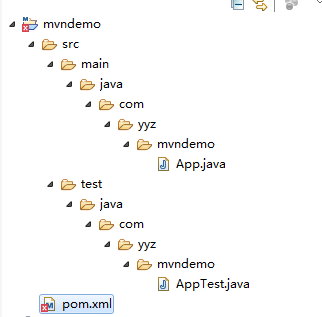 mvndemo
src
main
java
com
yyz
mvndemo
App.java
test
java
com
yyz
mvndemo
AppTest.java
pom.xml